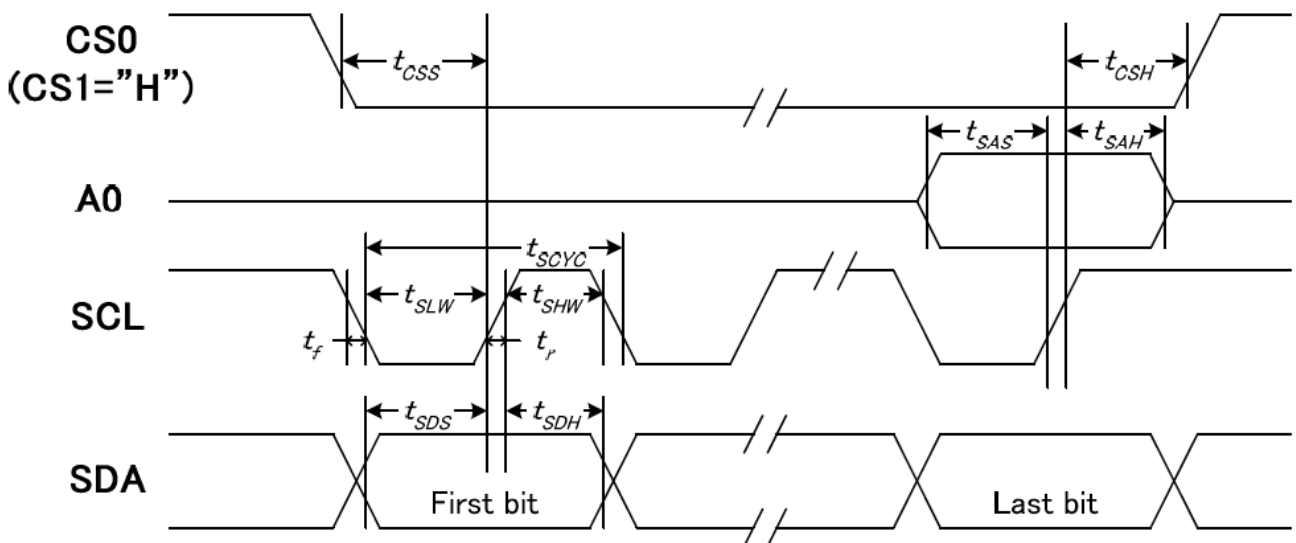 CS0
(CS1="H")
tCSS
tCSH
tSAS
tSAH
A0
tSCYC
SCL
tSLW
tSHW
tf
tr
tSDS
tSDH
SDA
First bit
Last bit